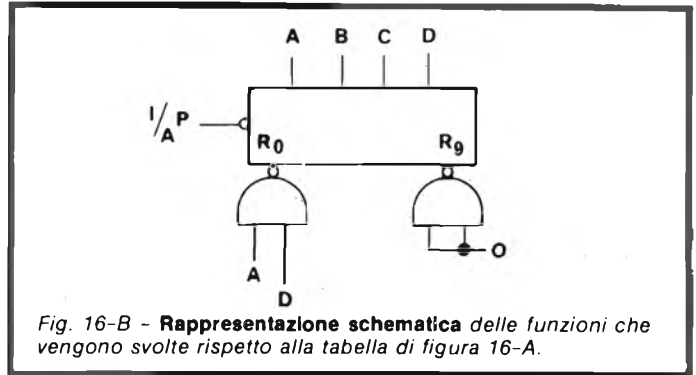 A B C D
I/A P
R0 R9
O
A
D
Fig. 16-B - Rappresentazione schematica delle funzioni che
vengono svolte rispetto alla tabella di figura 16-A.